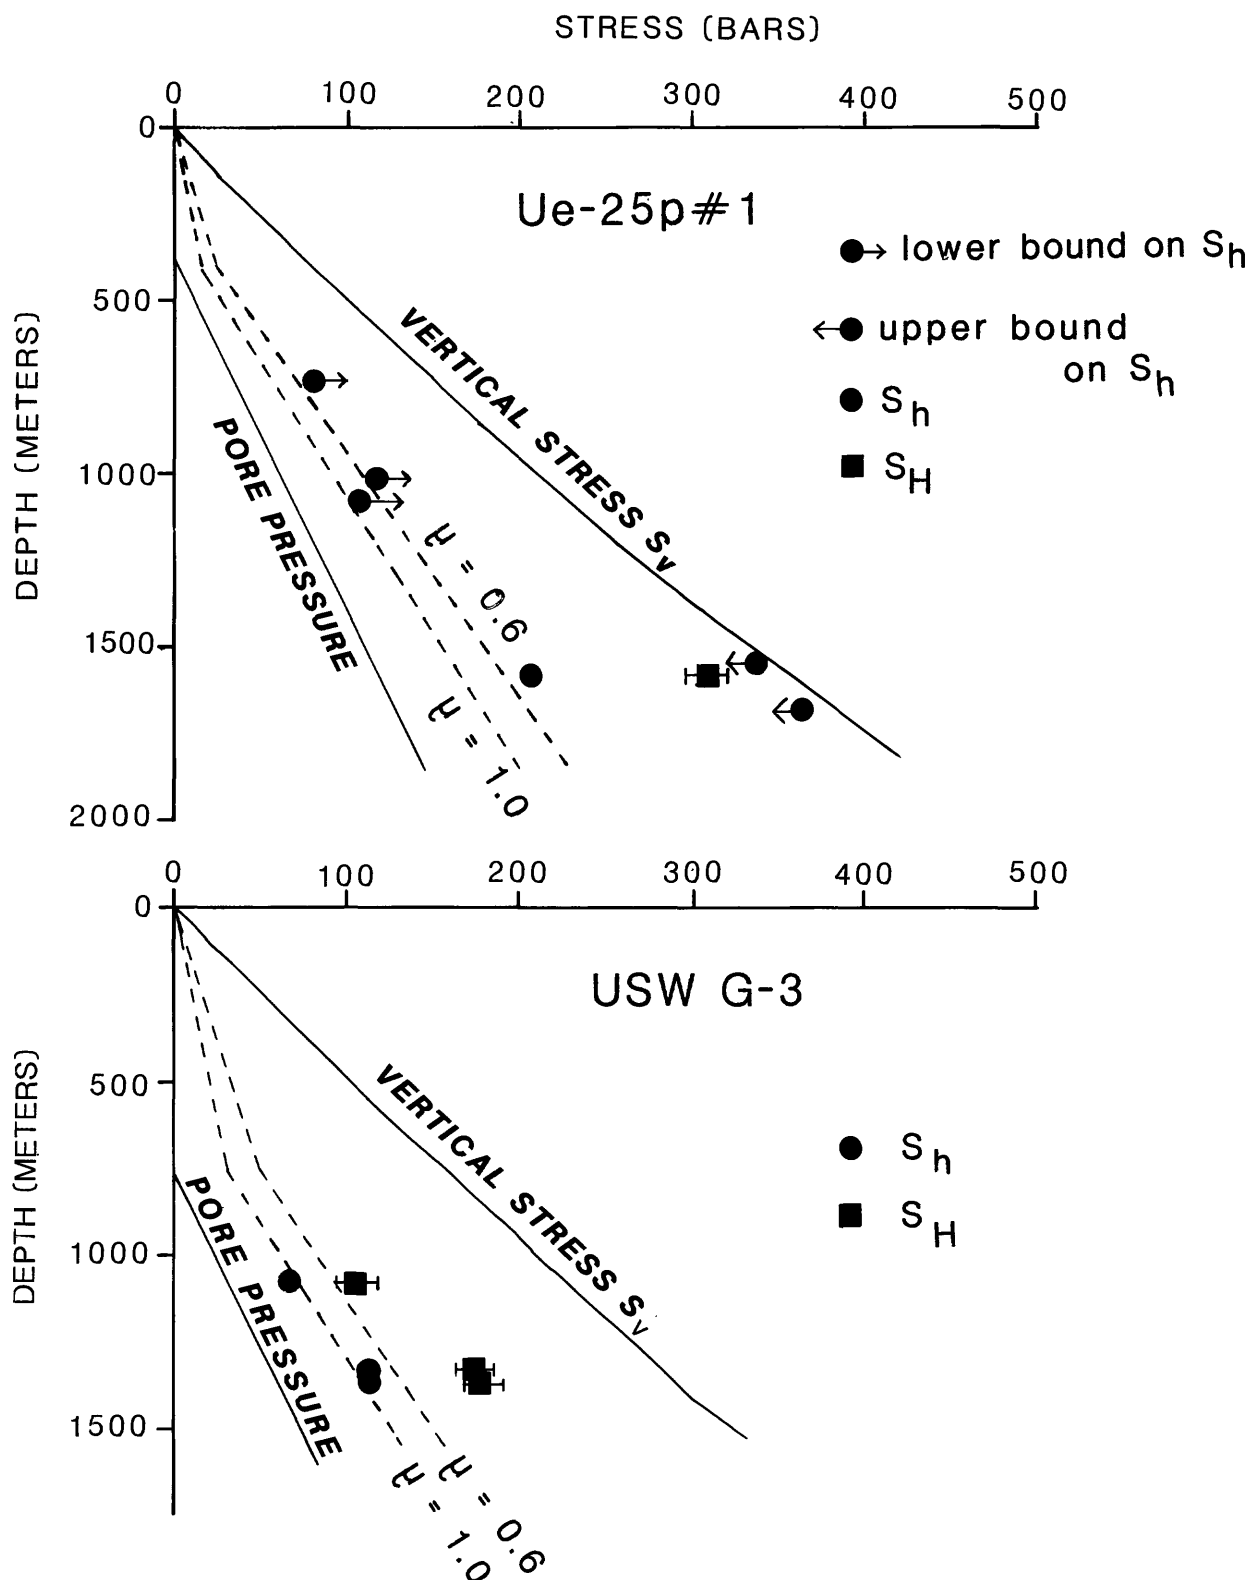 STRESS (BARS)
0 100 200 300 400 500
0
Ue-25p#1
lower bound on Sh
upper bound
on Sh
Sh
SH
500
1000
1500
2000
DEPTH (METERS)
VERTICAL STRESS Sv
PORE PRESSURE
μ = 0.6
μ = 1.0
0 100 200 300 400 500
0
USW G-3
500
1000
1500
DEPTH (METERS)
VERTICAL STRESS Sv
PORE PRESSURE
Sh
SH
μ = 1.0
μ = 0.6